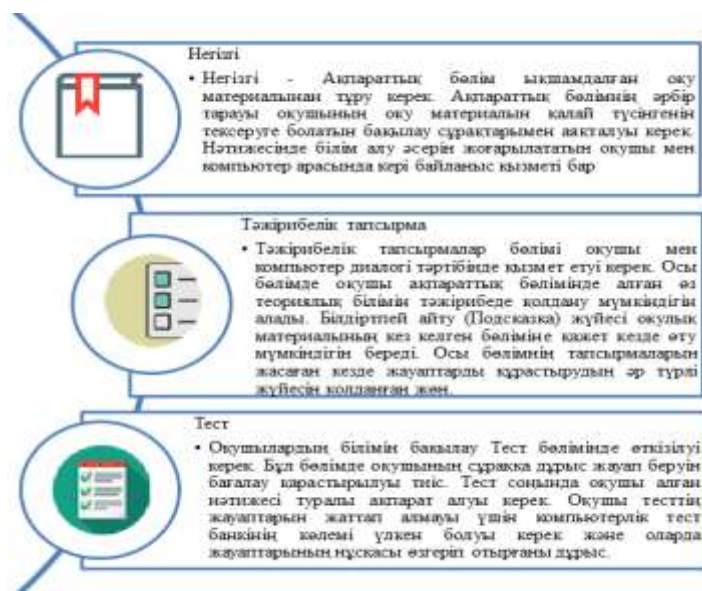 Негізгі
• Негізгі - Ақпараттық бөлім ықшамдалған оқу
материалынан тұру керек. Ақпараттық бөлімнің әрбір
тарауы оқушының оқу материалын қалай түсінгенін
тексеруге болатын бақылау сұрақтарымен аяқталуы керек.
Нәтижесінде білім алу әсерін жоғарылататын оқушы мен
компьютер арасында кері байланыс қызметі бар
Тәжірибелік тапсырма
• Тәжірибелік тапсырмалар бөлімі оқушы мен
компьютер диалогі тәртібінде қызмет етуі керек. Осы
бөлімде оқушы ақпараттық бөлімінде алған өз
теориялық білімін тәжірибеде қолдану мүмкіндігін
алады. Білдіртпей айту (Подсказка) жүйесі оқулық
материалының кез келген бөліміне қажет кезде өту
мүмкіндігін береді. Осы бөлімнің тапсырмаларын
жасаған кезде жауаптарды құрастырудың әр түрлі
жүйесін қолданған жөн.
Тест
• Оқушылардың білімін бақылау Тест бөлімінде өткізілуі
керек. Бұл бөлімде оқушының сұраққа дұрыс жауап беруін
бағалау қарастырылуы тиіс. Тест соңында оқушы алған
нәтижесі туралы ақпарат алуы керек. Оқушы тесттің
жауаптарын жаттап алмауы үшін компьютерлік тест
банкінің көлемі үлкен болуы керек және оларда
жауаптарының нұсқасы өзгеріп отырғаны дұрыс.